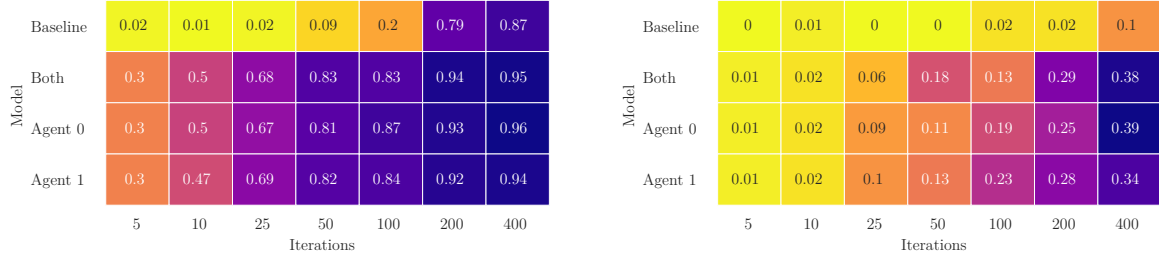 Model
Baseline 0.02 0.01 0.02 0.09 0.2 0.79 0.87
Both 0.3 0.5 0.68 0.83 0.83 0.94 0.95
Agent 0 0.3 0.5 0.67 0.81 0.87 0.93 0.96
Agent 1 0.3 0.47 0.69 0.82 0.84 0.92 0.94
5 10 25 50 100 200 400
Iterations
Model
Baseline 0 0.01 0 0 0.02 0.02 0.1
Both 0.01 0.02 0.06 0.18 0.13 0.29 0.38
Agent 0 0.01 0.02 0.09 0.11 0.19 0.25 0.39
Agent 1 0.01 0.02 0.1 0.13 0.23 0.28 0.34
5 10 25 50 100 200 400
Iterations